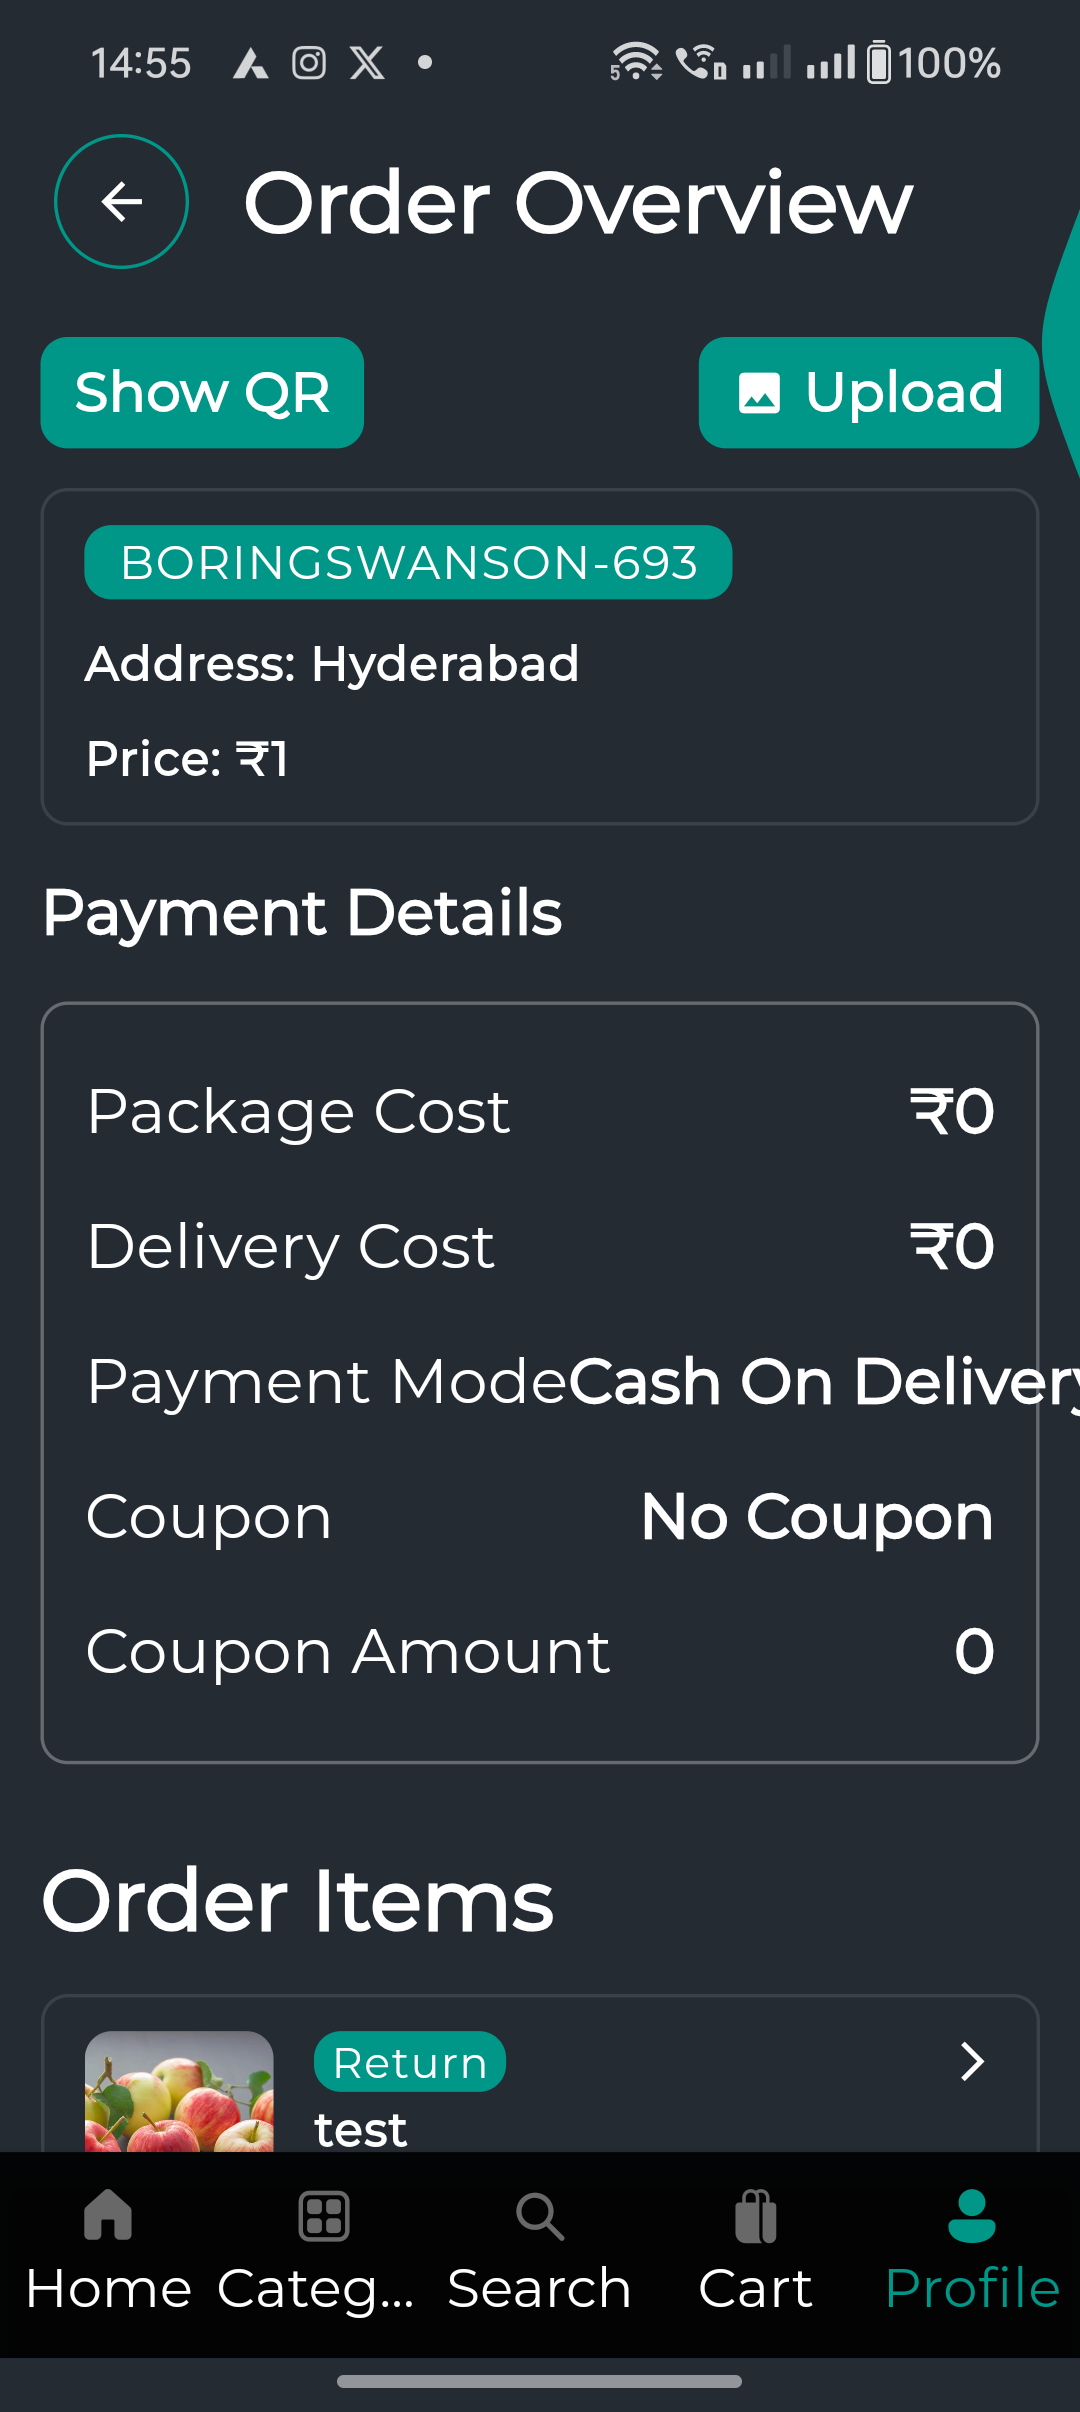 14:55 100%
Order Overview
Show QR Upload
BORINGSWANSON-693
Address: Hyderabad
Price: ₹1
Payment Details
Package Cost ₹0
Delivery Cost ₹0
Payment Mode Cash On Delivery
Coupon No Coupon
Coupon Amount 0
Order Items
Return
test
Home Categ... Search Cart Profile